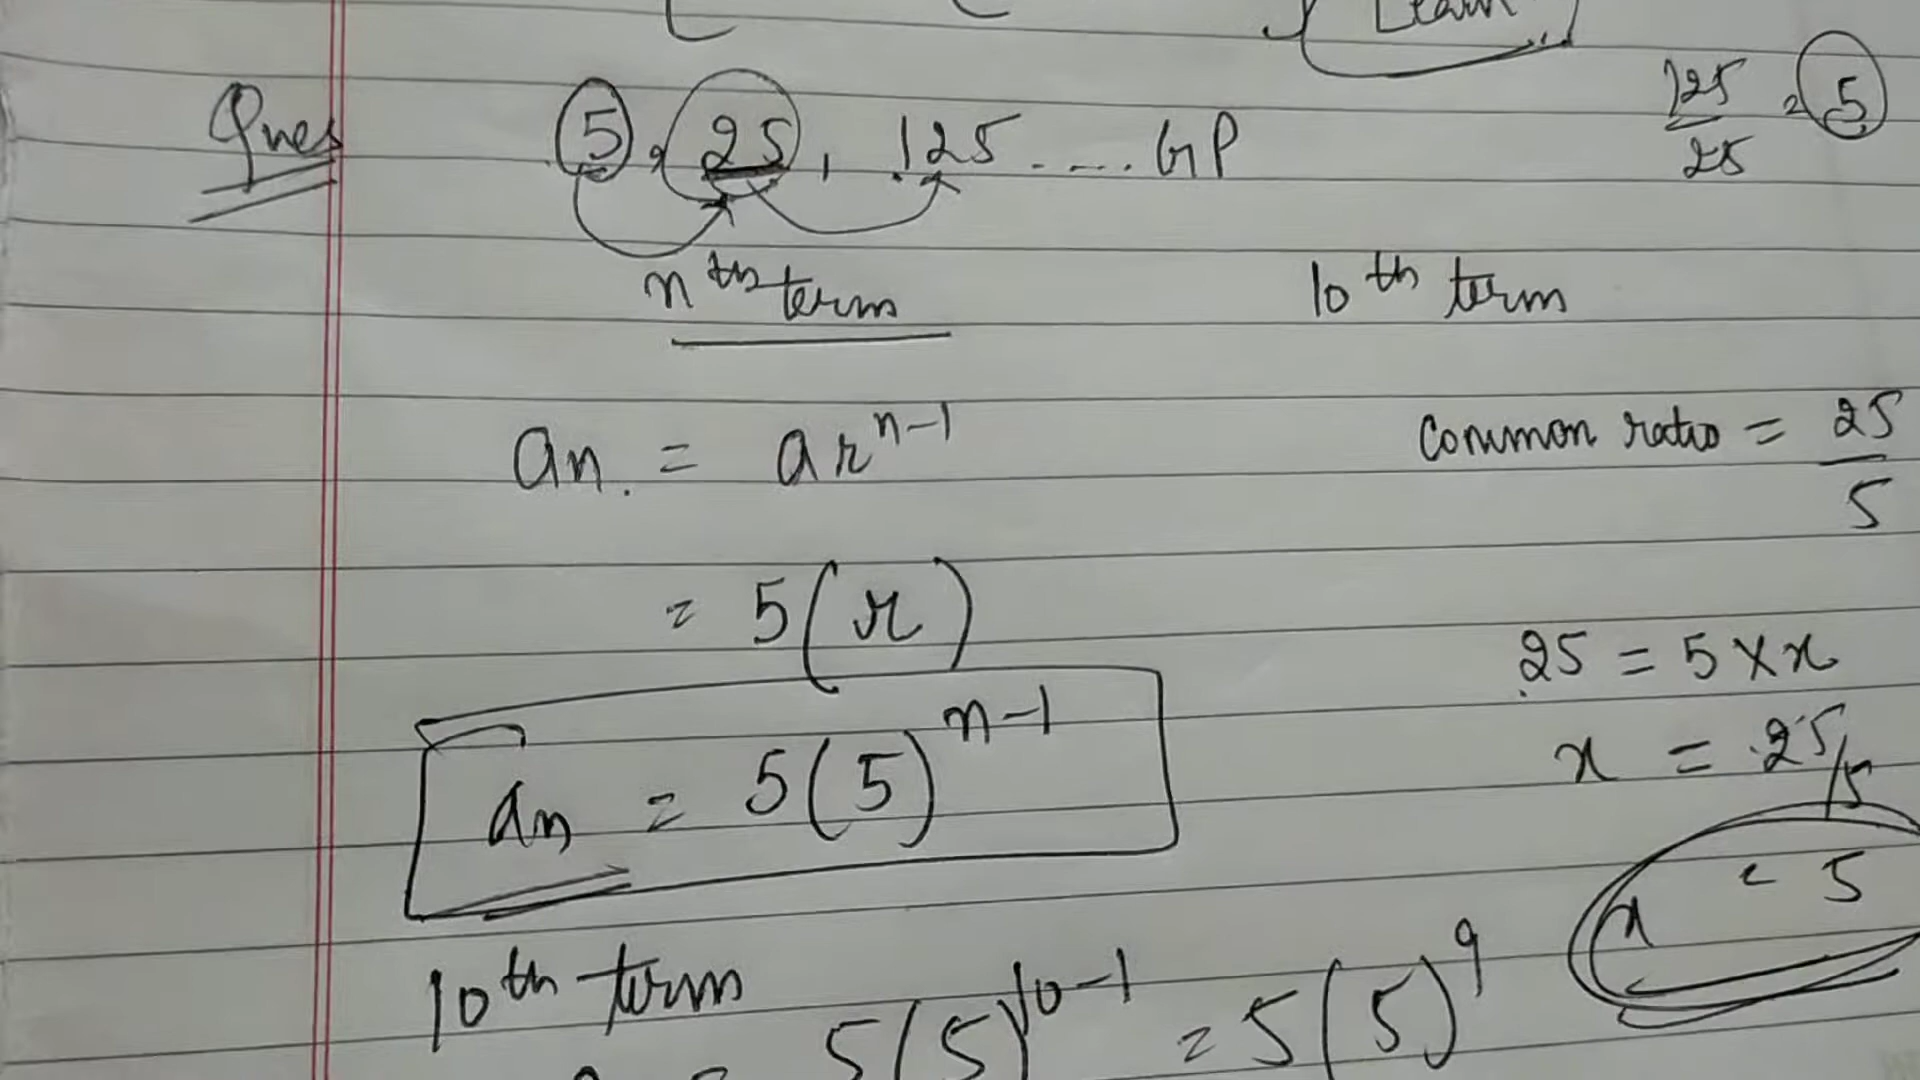 Learn
Ques 5, 25, 125 ..... GP
125/25 = 5
nth term
10th term
an = ar^n-1
Common ratio = 25/5
= 5(r)
25 = 5 × x
an = 5(5)^n-1
x = 25/5
x = 5
10th term
5(5)^10-1 = 5(5)^9